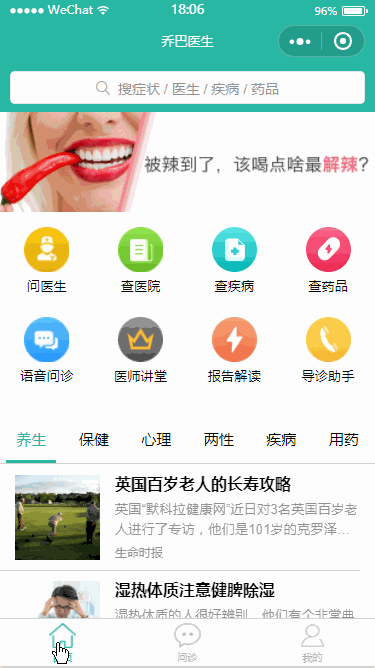 WeChat
18:06
96%
乔巴医生
搜症状 / 医生 / 疾病 / 药品
被辣到了，该喝点啥最解辣？
问医生
查医院
查疾病
查药品
语音问诊
医师讲堂
报告解读
导诊助手
养生
保健
心理
两性
疾病
用药
英国百岁老人的长寿攻略
英国“默科拉健康网”近日对3名英国百岁老
人进行了专访，他们是101岁的克罗泽…
生命时报
湿热体质注意健脾除湿
湿热体质的人很好辨别，他们有个非常典
问诊
我的